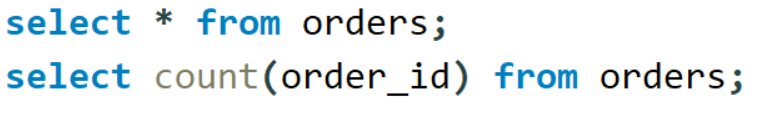 select * from orders;
select count(order_id) from orders;